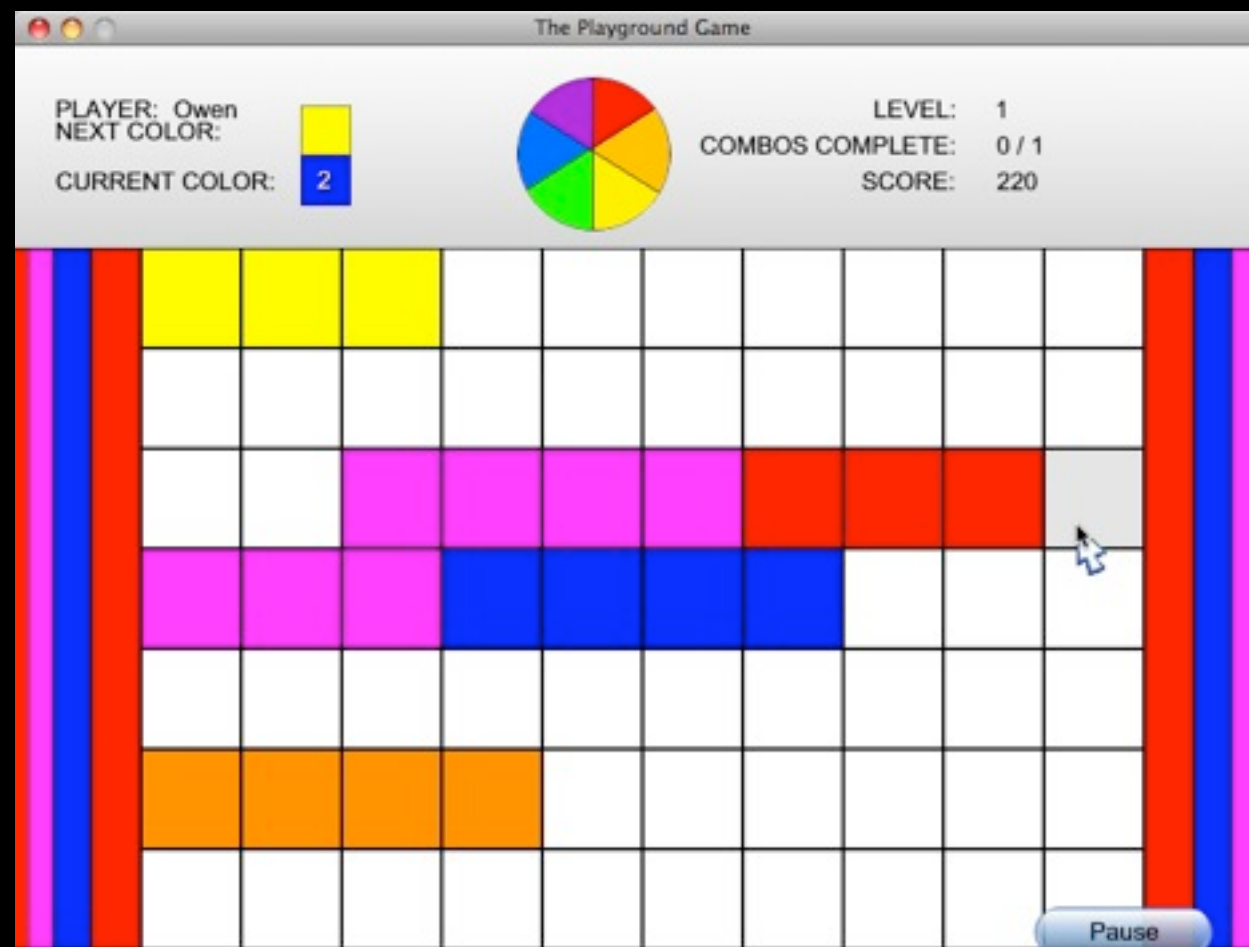 The Playground Game
PLAYER: Owen
NEXT COLOR:
CURRENT COLOR: 2
LEVEL: 1
COMBOS COMPLETE: 0 / 1
SCORE: 220
Pause